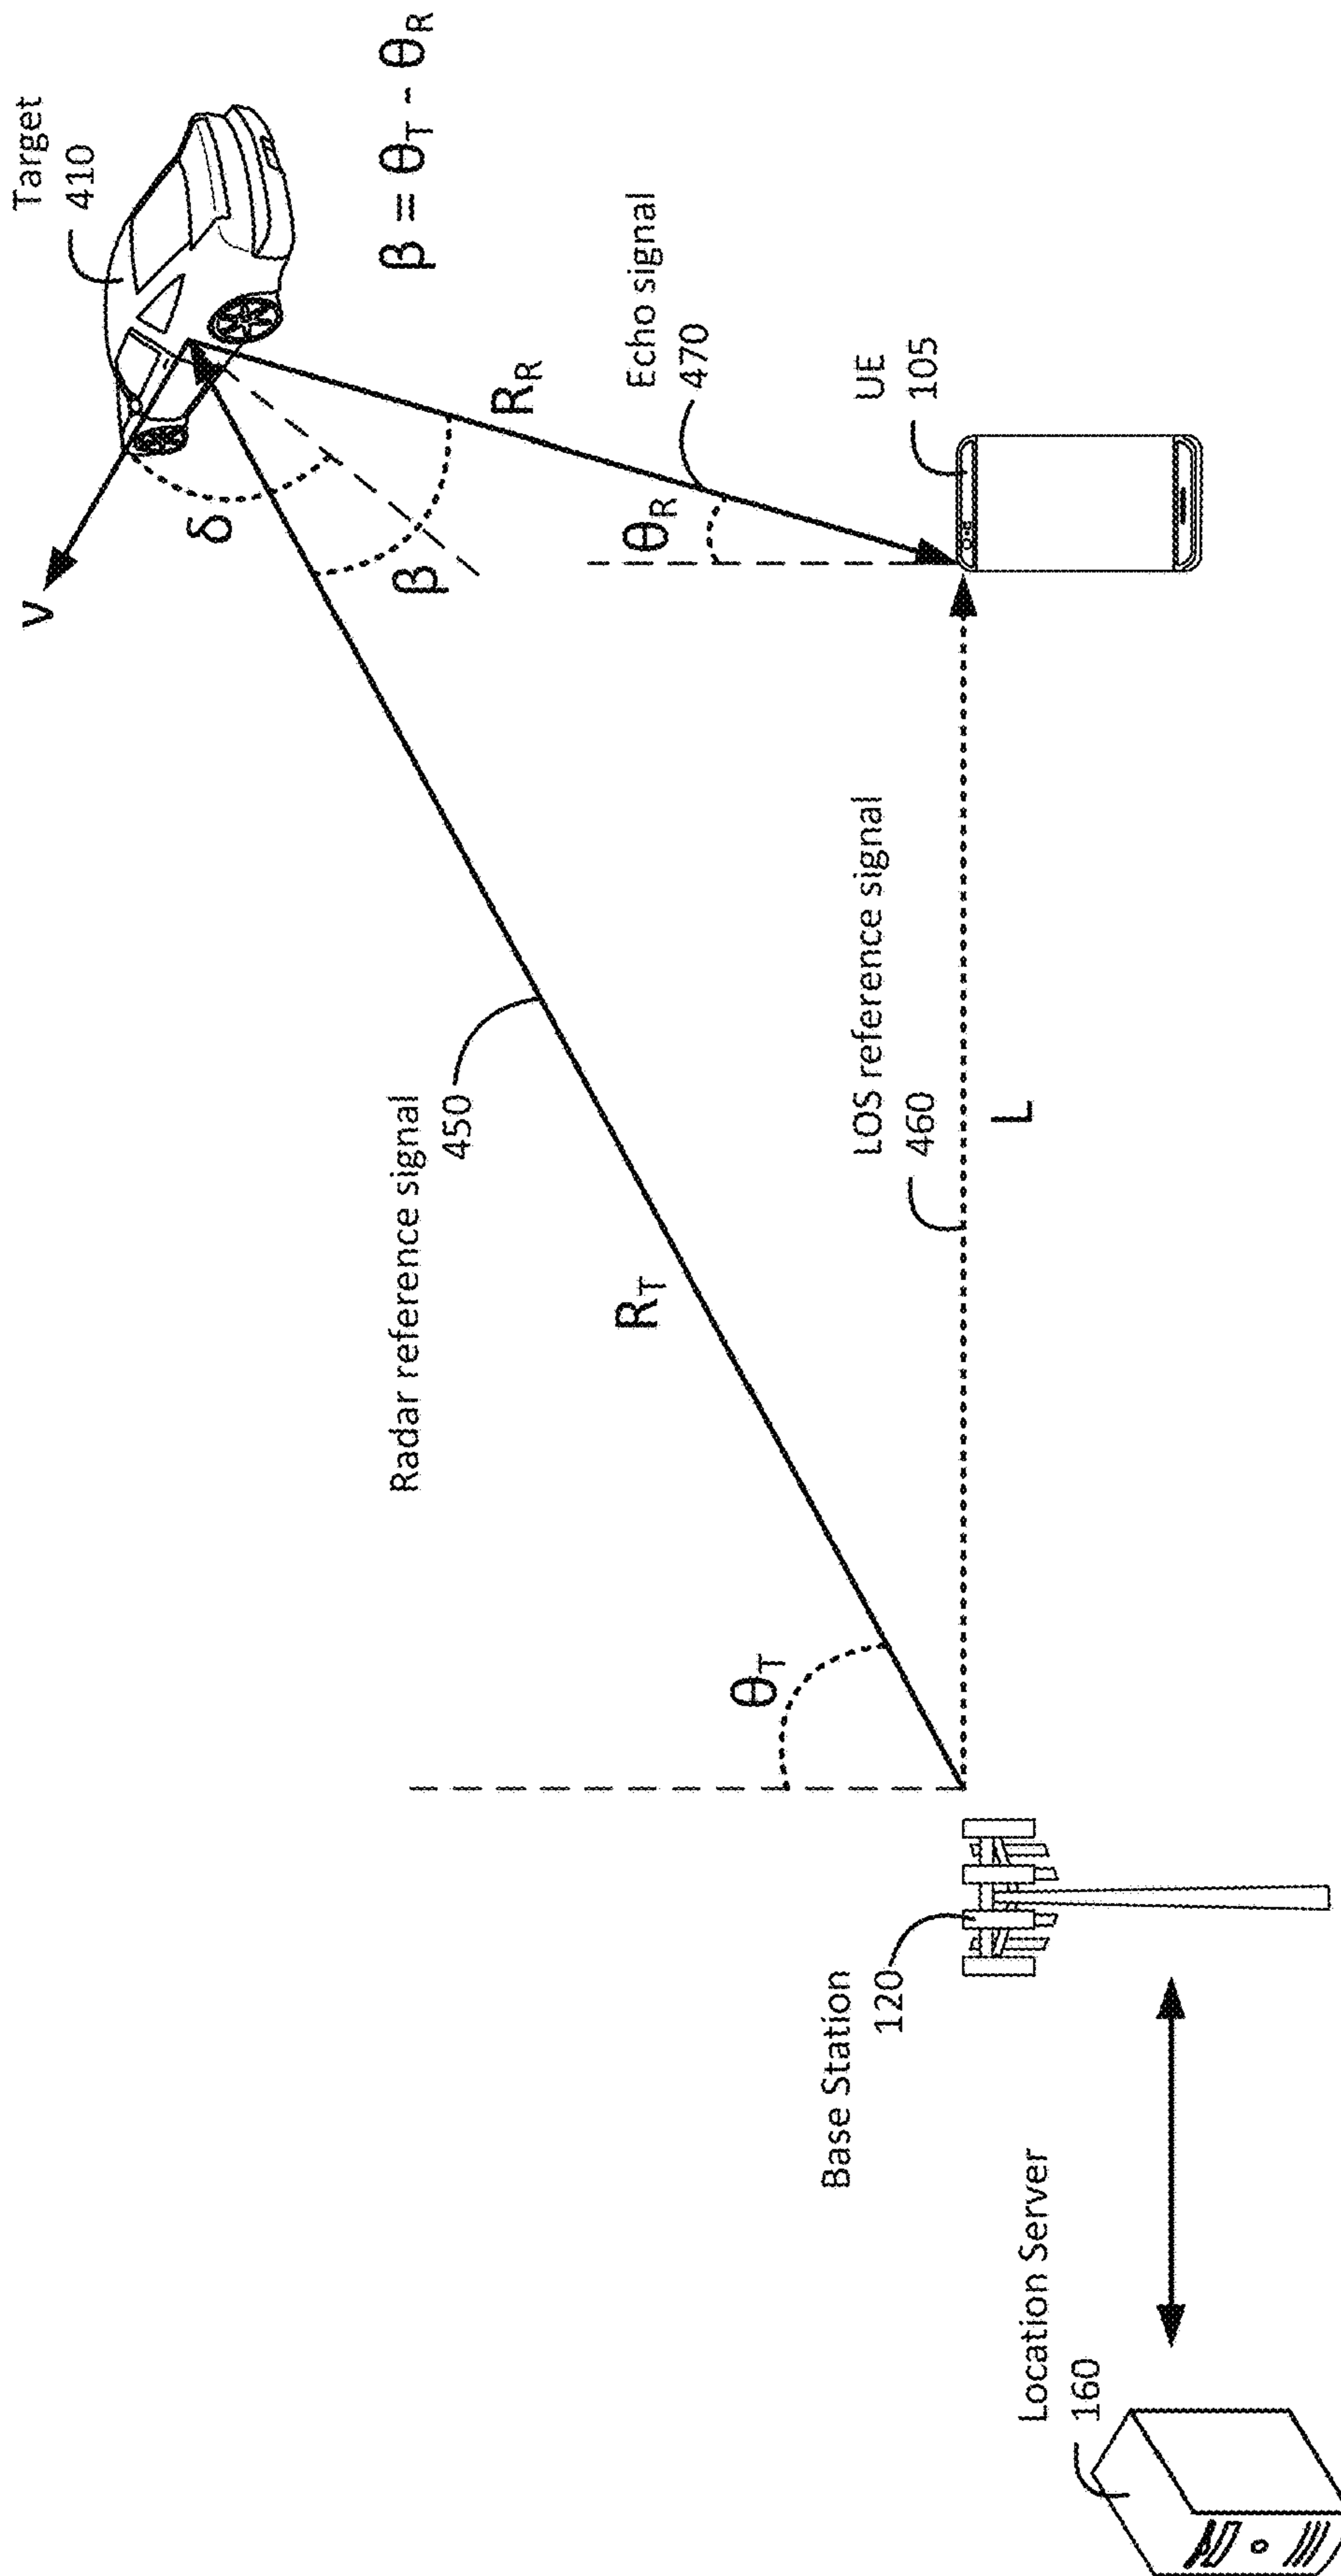 Target
410
V
δ
β = θT - θR
β
RR
Echo signal
470
θR
UE
105
Radar reference signal
450
RT
LOS reference signal
460
L
θT
Base Station
120
Location Server
160